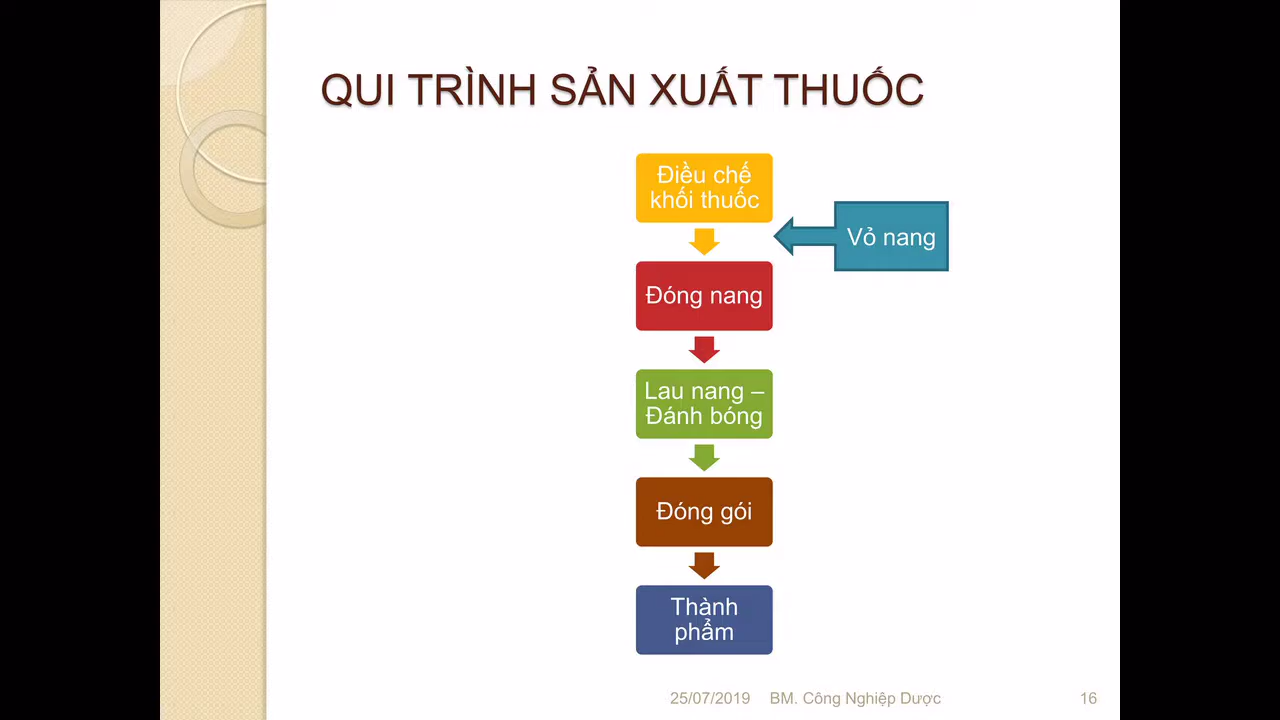 QUI TRÌNH SẢN XUẤT THUỐC
Điều chế
khối thuốc
Vỏ nang
Đóng nang
Lau nang –
Đánh bóng
Đóng gói
Thành
phẩm
25/07/2019 BM. Công Nghiệp Dược 16